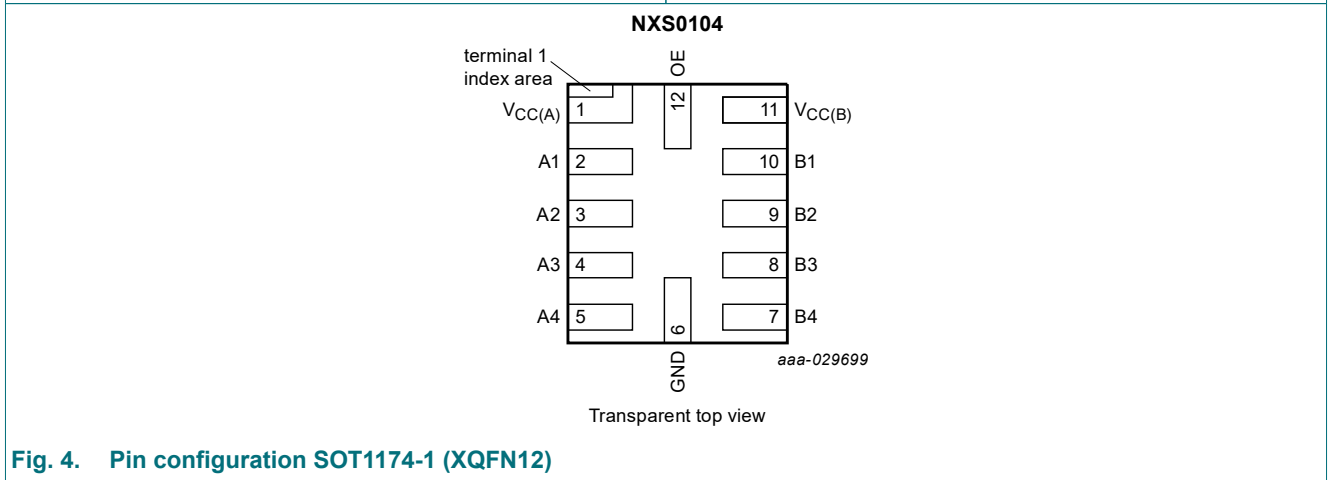 NXS0104
terminal 1
index area
OE
12
VCC(A) 1
11 VCC(B)
A1 2
10 B1
A2 3
9 B2
A3 4
8 B3
A4 5
7 B4
6
GND
aaa-029699
Transparent top view
Fig. 4. Pin configuration SOT1174-1 (XQFN12)